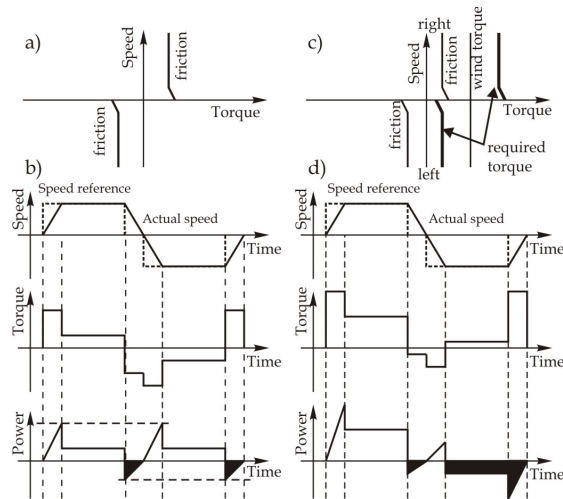 a)
Speed
friction
friction
Torque
c)
right
Speed
friction
wind torque
Torque
friction
required
torque
left
b)
Speed
Speed reference
Actual speed
Time
Torque
Time
Power
Time
d)
Speed
Speed reference
Actual speed
Time
Torque
Time
Power
Time